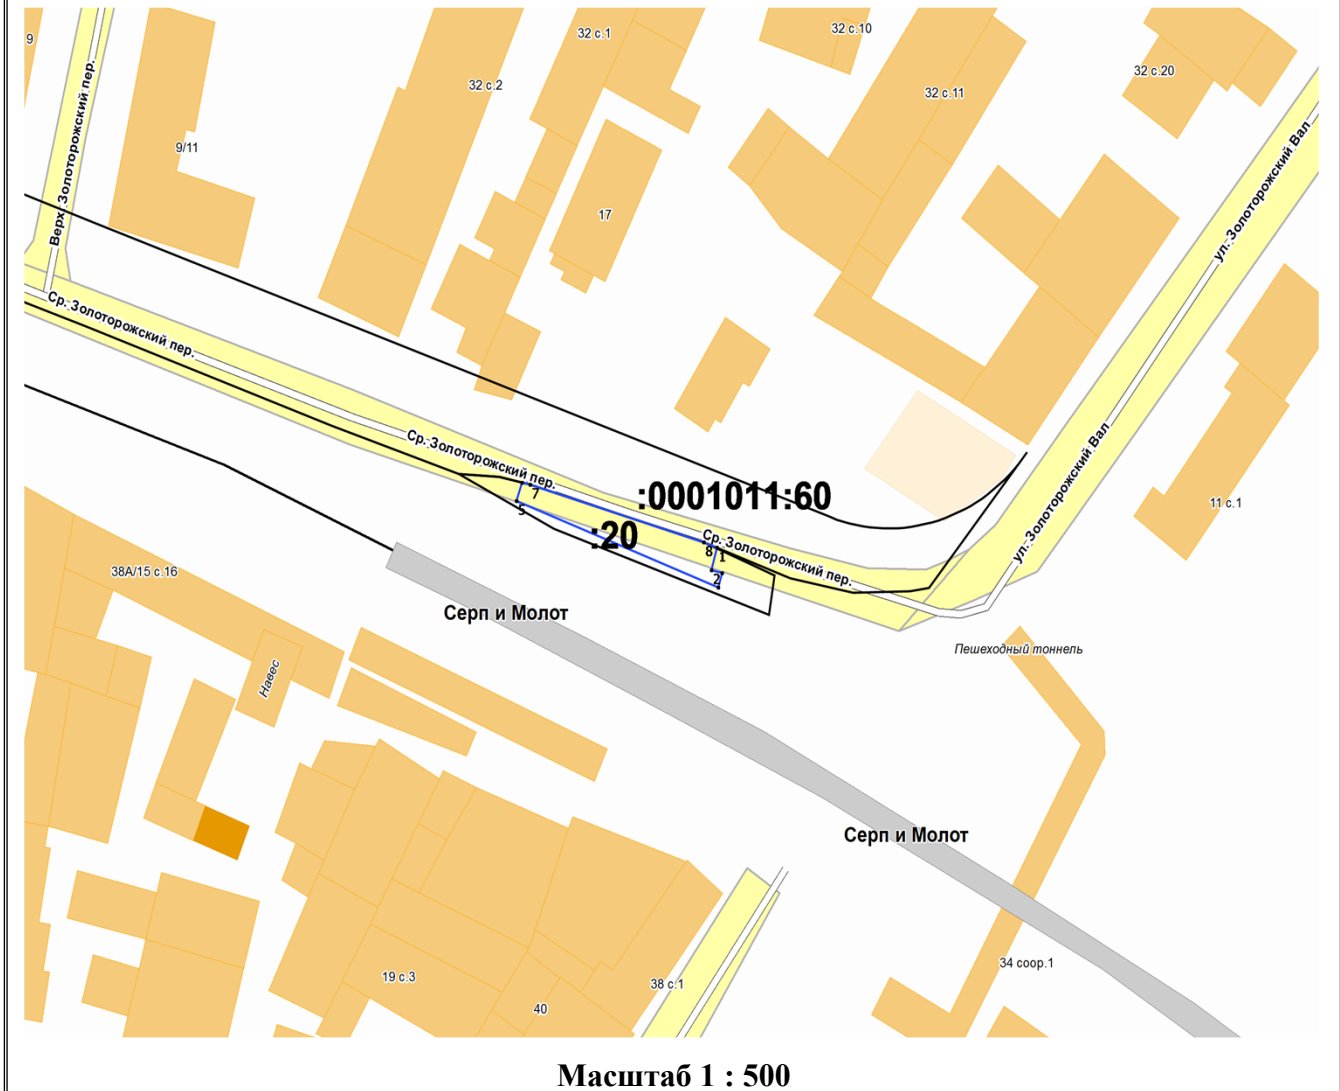 9
32 с.1
32 с.10
32 с.2
32 с.11
32 с.20
9/11
17
Верх. Золоторожский пер.
ул. Золоторожский Вал
Ср. Золоторожский пер.
Ср. Золоторожский пер.
7
:0001011:60
5
:20
Ср. Золоторожский пер.
8
1
2
ул. Золоторожский Вал
11 с.1
38А/15 с.16
Серп и Молот
Навес
Пешеходный тоннель
Серп и Молот
34 соор.1
19 с.3
38 с.1
40
Масштаб 1 : 500